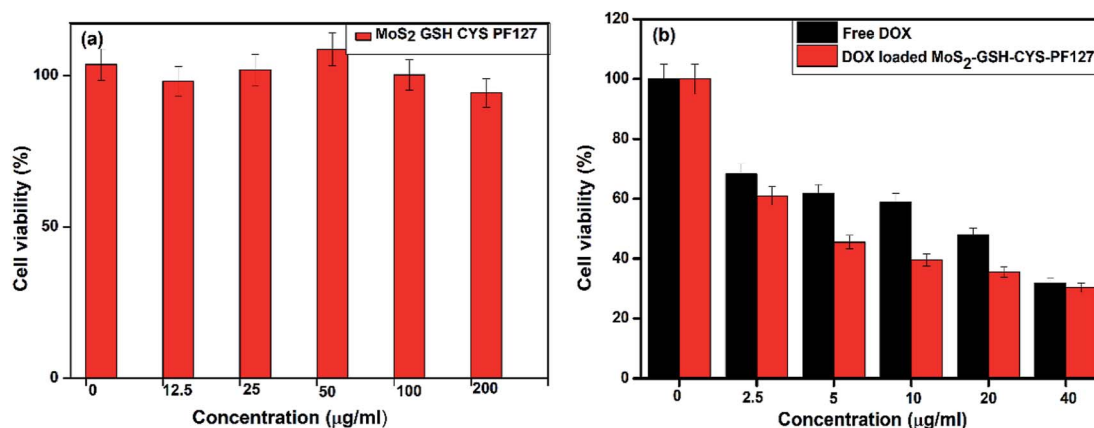 (a)
MoS2 GSH CYS PF127
Cell viability (%)
100
50
0
0 12.5 25 50 100 200
Concentration (μg/ml)
(b)
Free DOX
DOX loaded MoS2-GSH-CYS-PF127
Cell viability (%)
120
100
80
60
40
20
0
0 2.5 5 10 20 40
Concentration (μg/ml)